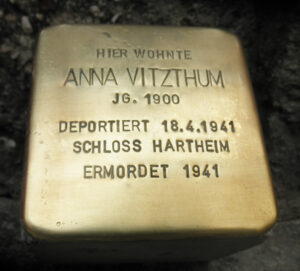 HIER WOHNTE
ANNA VITZTHUM
JG. 1900
DEPORTIERT 18.4.1941
SCHLOSS HARTHEIM
ERMORDET 1941